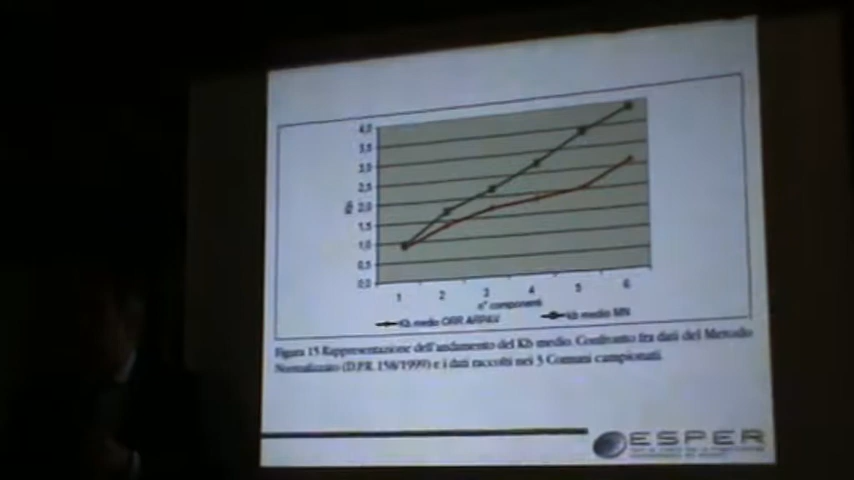 4,0
3,5
3,0
2,5
2,0
1,5
1,0
0,5
0,0
Kb
1 2 3 4 5 6
n° componenti
Kb medio ORR ARPAV Kb medio MN
Figura 15 Rappresentazione dell'andamento del Kb medio. Confronto fra dati del Metodo
Normalizzato (D.P.R. 158/1999) e i dati raccolti nei 3 Comuni campionati.
ESPER